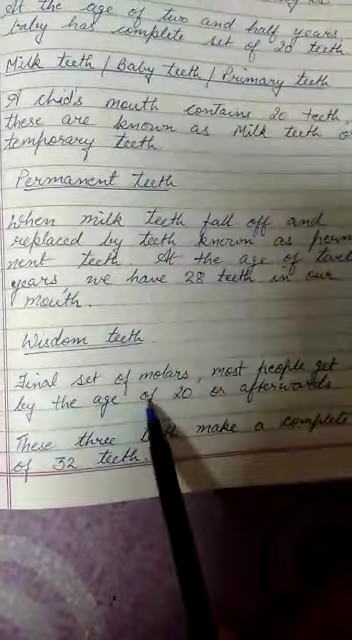 At the age of two and half years
baby has complete set of 20 teeth
Milk teeth / Baby teeth / Primary teeth
A chid's mouth contains 20 teeth,
these are known as Milk teeth or
temporary teeth
Permanent Teeth
When milk teeth fall off and
replaced by teeth known as perm
nent teeth. At the age of twel
years we have 28 teeth in our
mouth.
Wisdom teeth.
Final set of molars, most people get
by the age of 20 or afterwards
These three make a complete
of 32 teeth.